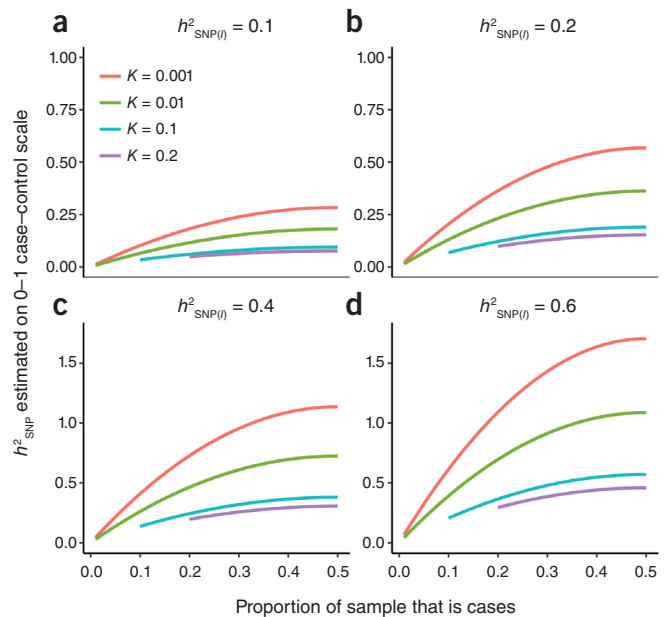 a
h²SNP(l) = 0.1
b
h²SNP(l) = 0.2
1.00
0.75
0.50
0.25
0.00
K = 0.001
K = 0.01
K = 0.1
K = 0.2
1.00
0.75
0.50
0.25
0.00
h²SNP estimated on 0–1 case–control scale
c
h²SNP(l) = 0.4
d
h²SNP(l) = 0.6
1.5
1.0
0.5
0.0
0.0 0.1 0.2 0.3 0.4 0.5
1.5
1.0
0.5
0.0
0.0 0.1 0.2 0.3 0.4 0.5
Proportion of sample that is cases